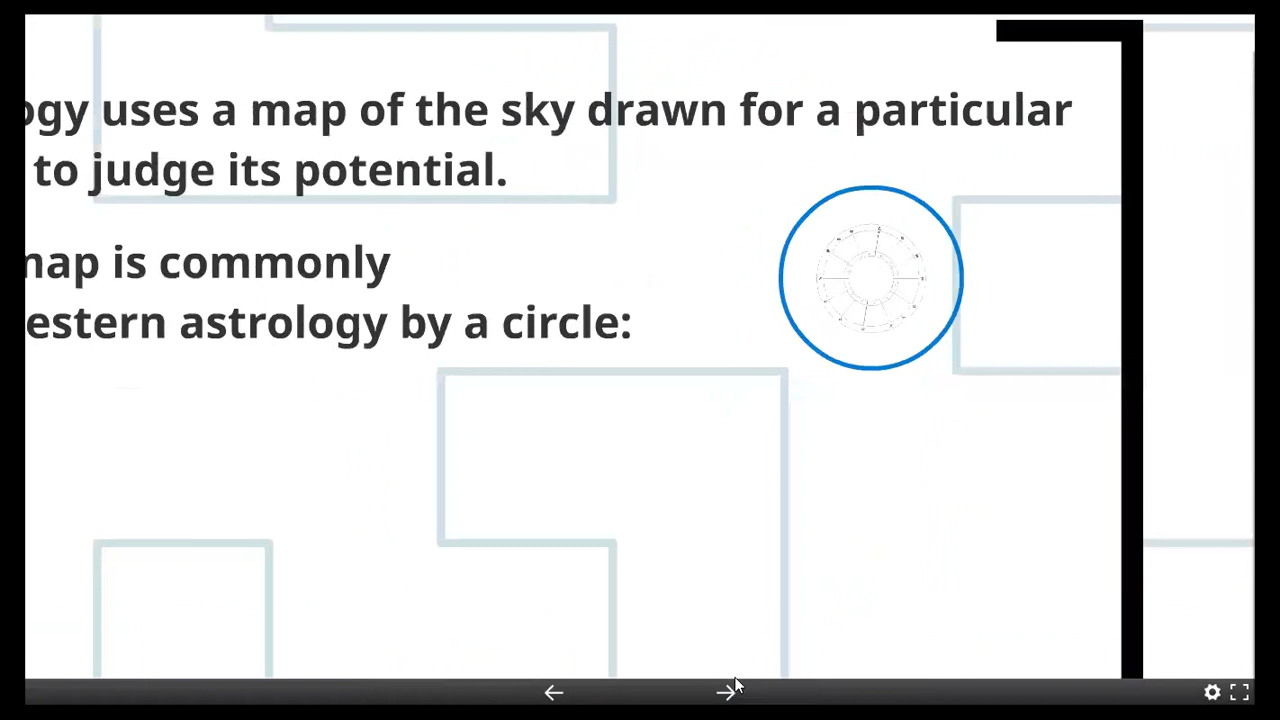 ogy uses a map of the sky drawn for a particular
to judge its potential.
map is commonly
estern astrology by a circle: